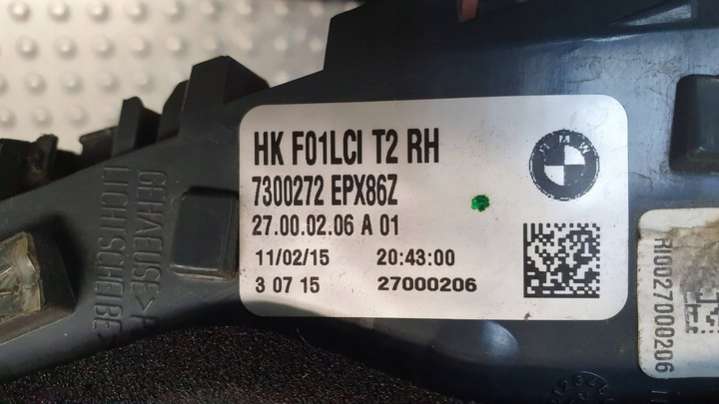 HK F01LCI T2 RH
7300272 EPX86Z
27.00.02.06 A 01
11/02/15 20:43:00
3 07 15 27000206
BMW
GEHAEUSE>P
LICHTSCHEIBE>
RI0027000206